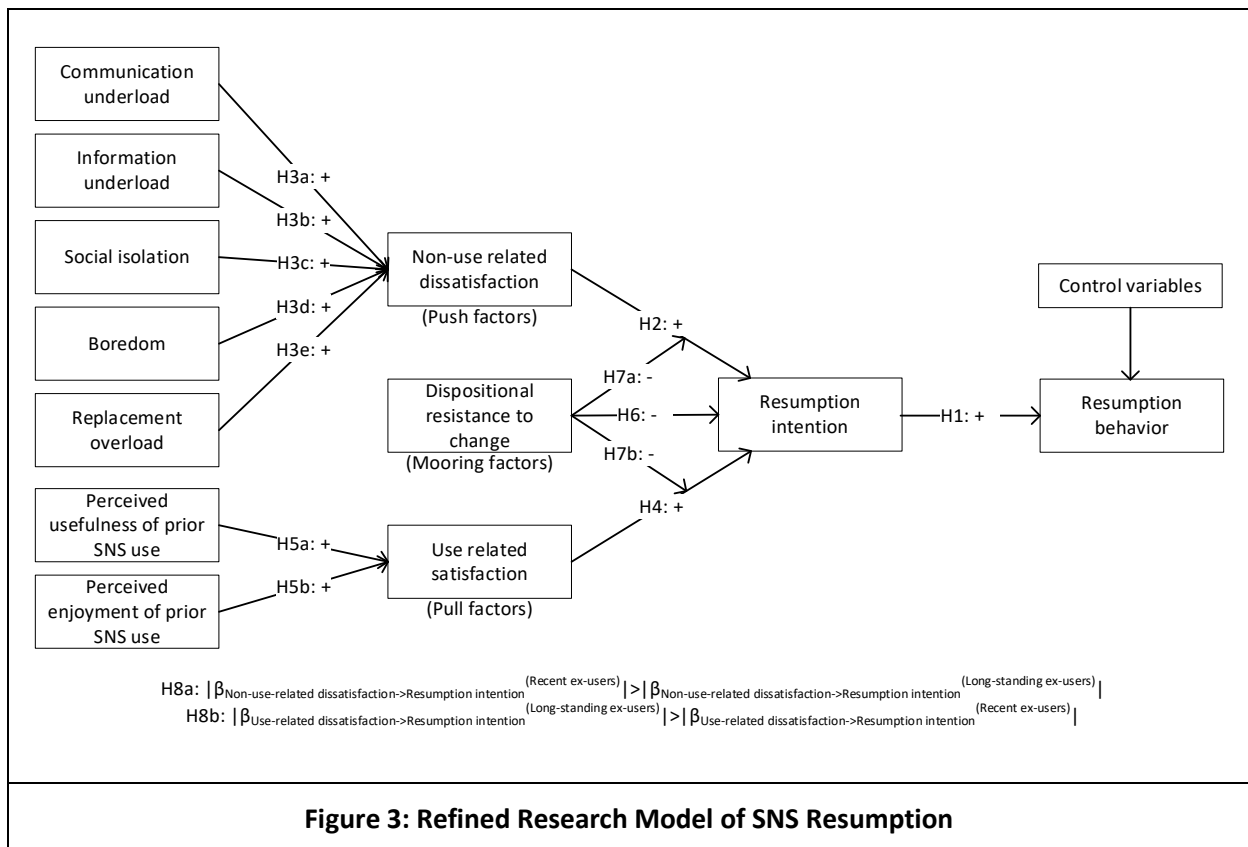 Communication
underload
Information
underload
Social isolation
Boredom
Replacement
overload
Perceived
usefulness of prior
SNS use
Perceived
enjoyment of prior
SNS use
H3a: +
H3b: +
H3c: +
H3d: +
H3e: +
H5a: +
H5b: +
Non-use related
dissatisfaction
(Push factors)
Dispositional
resistance to
change
(Mooring factors)
Use related
satisfaction
(Pull factors)
H2: +
H7a: -
H6: -
H7b: -
H4: +
Resumption
intention
H1: +
Control variables
Resumption
behavior
H8a: |βNon-use-related dissatisfaction->Resumption intention(Recent ex-users)|>|βNon-use-related dissatisfaction->Resumption intention(Long-standing ex-users)|
H8b: |βUse-related dissatisfaction->Resumption intention(Long-standing ex-users)|>|βUse-related dissatisfaction->Resumption intention(Recent ex-users)|
Figure 3: Refined Research Model of SNS Resumption